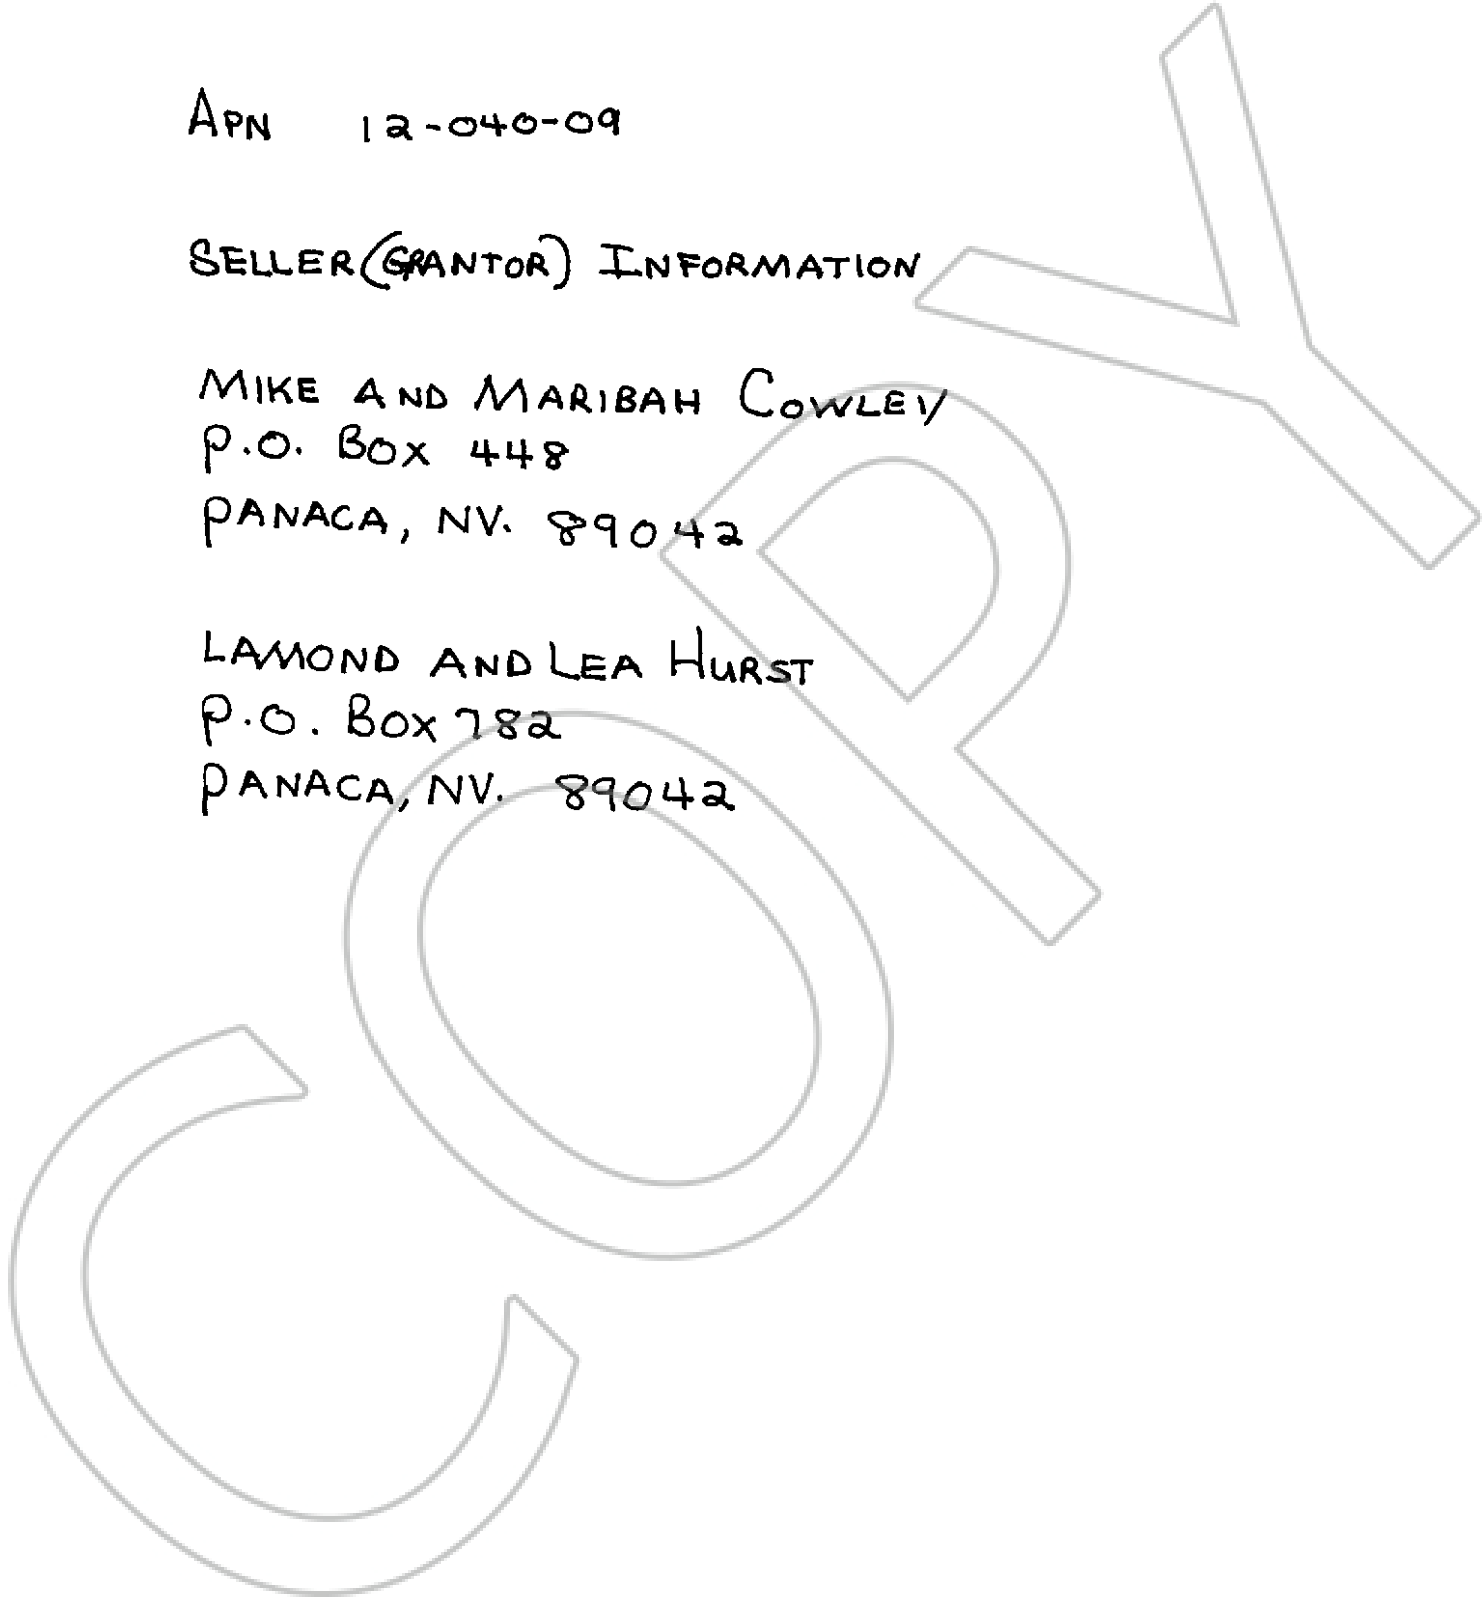 APN 12-040-09
SELLER (GRANTOR) INFORMATION
MIKE AND MARIBAH COWLEY
P.O. BOX 448
PANACA, NV. 89042
LAMOND AND LEA HURST
P.O. BOX 782
PANACA, NV. 89042
COPY